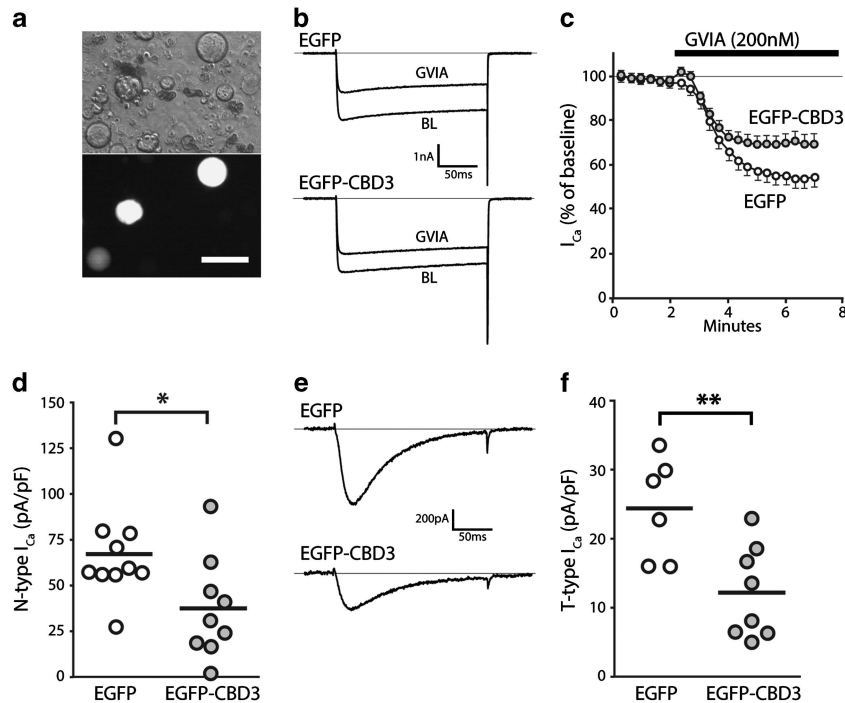 a
b
EGFP
GVIA
BL
1nA
50ms
EGFP-CBD3
GVIA
BL
c
GVIA (200nM)
I Ca (% of baseline)
100
80
60
40
20
0
EGFP-CBD3
EGFP
0 2 4 6 8
Minutes
d
*
N-type I Ca (pA/pF)
150
125
100
75
50
25
0
EGFP EGFP-CBD3
e
EGFP
200pA
50ms
EGFP-CBD3
f
**
T-type I Ca (pA/pF)
40
30
20
10
0
EGFP EGFP-CBD3